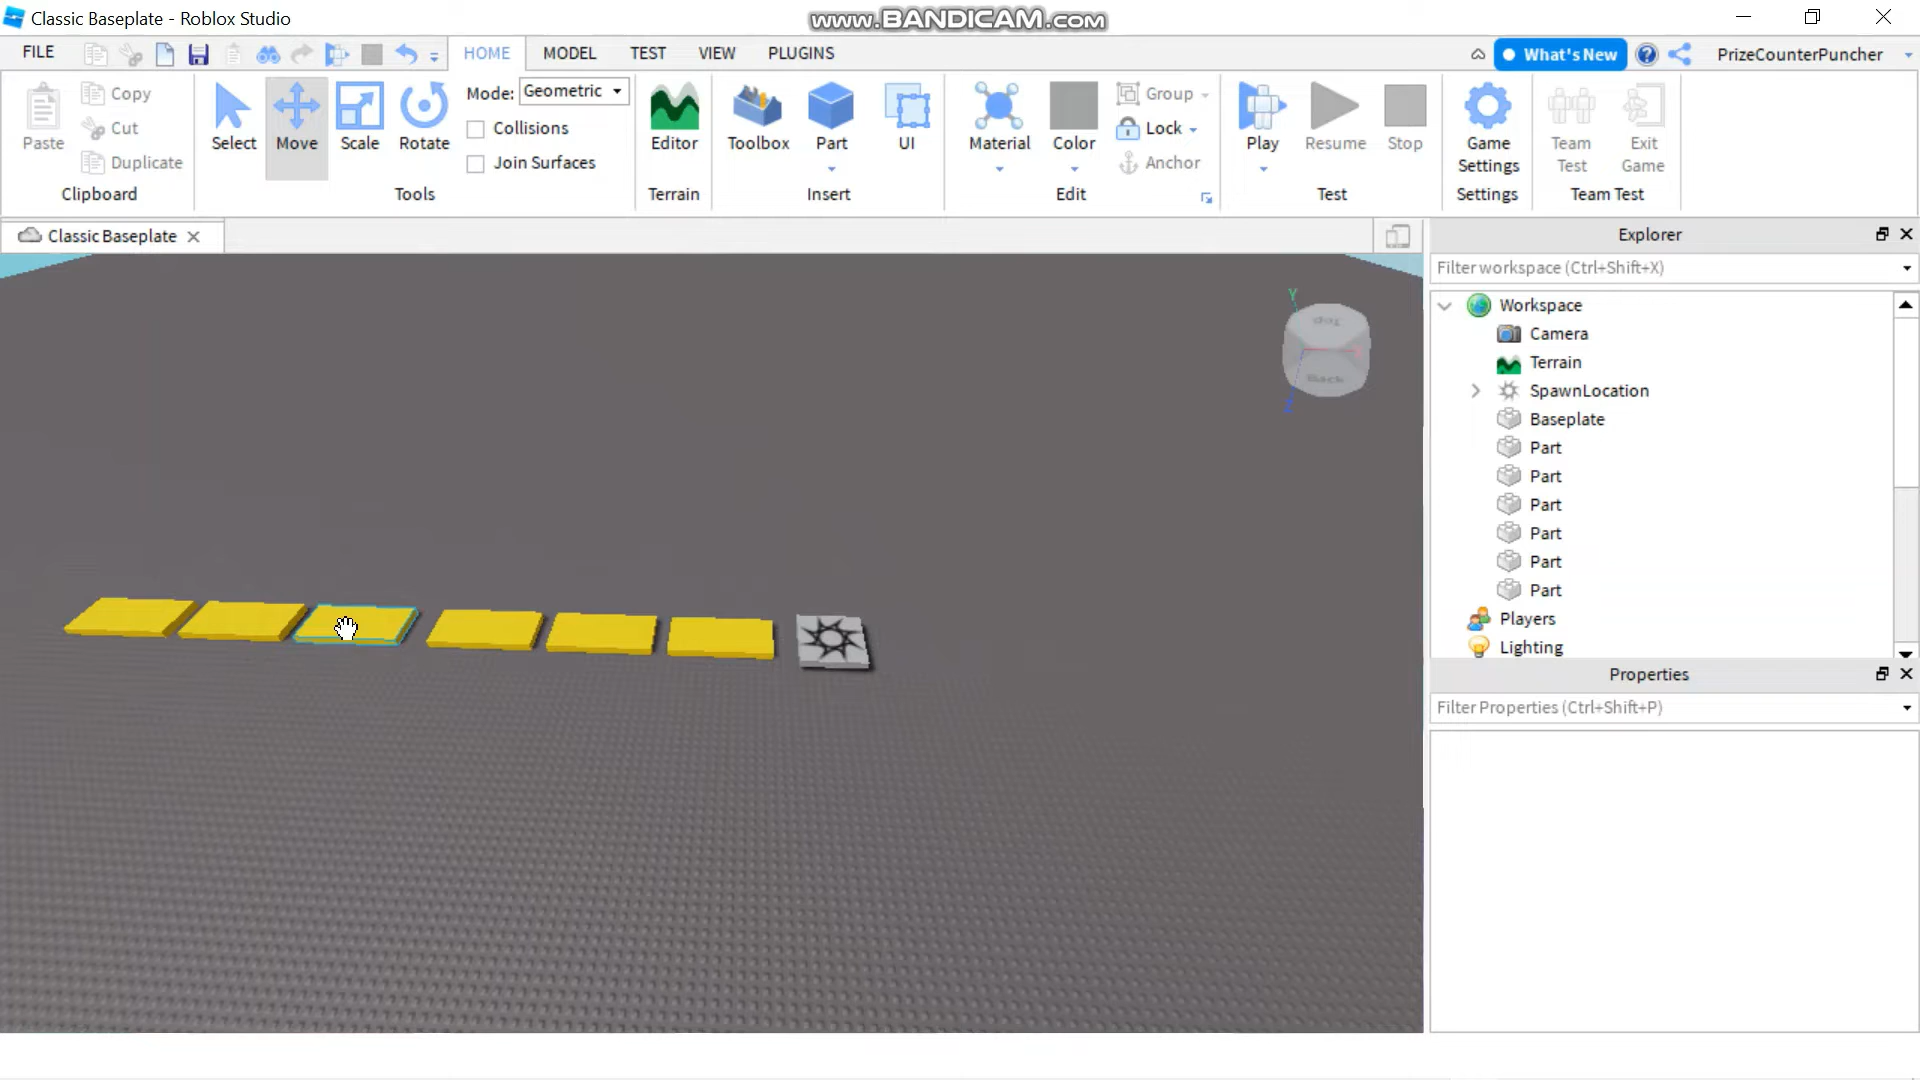 Classic Baseplate - Roblox Studio
www.BANDICAM.com
FILE
HOME
MODEL
TEST
VIEW
PLUGINS
What's New
PrizeCounterPuncher
Paste
Copy
Cut
Duplicate
Clipboard
Select
Move
Scale
Rotate
Mode: Geometric
Collisions
Join Surfaces
Tools
Editor
Terrain
Toolbox
Part
UI
Insert
Material
Color
Group
Lock
Anchor
Edit
Play
Resume
Stop
Test
Game
Settings
Settings
Team
Test
Exit
Game
Team Test
Classic Baseplate
Y
Top
Back
Z
Explorer
Filter workspace (Ctrl+Shift+X)
Workspace
Camera
Terrain
SpawnLocation
Baseplate
Part
Part
Part
Part
Part
Part
Players
Lighting
Properties
Filter Properties (Ctrl+Shift+P)